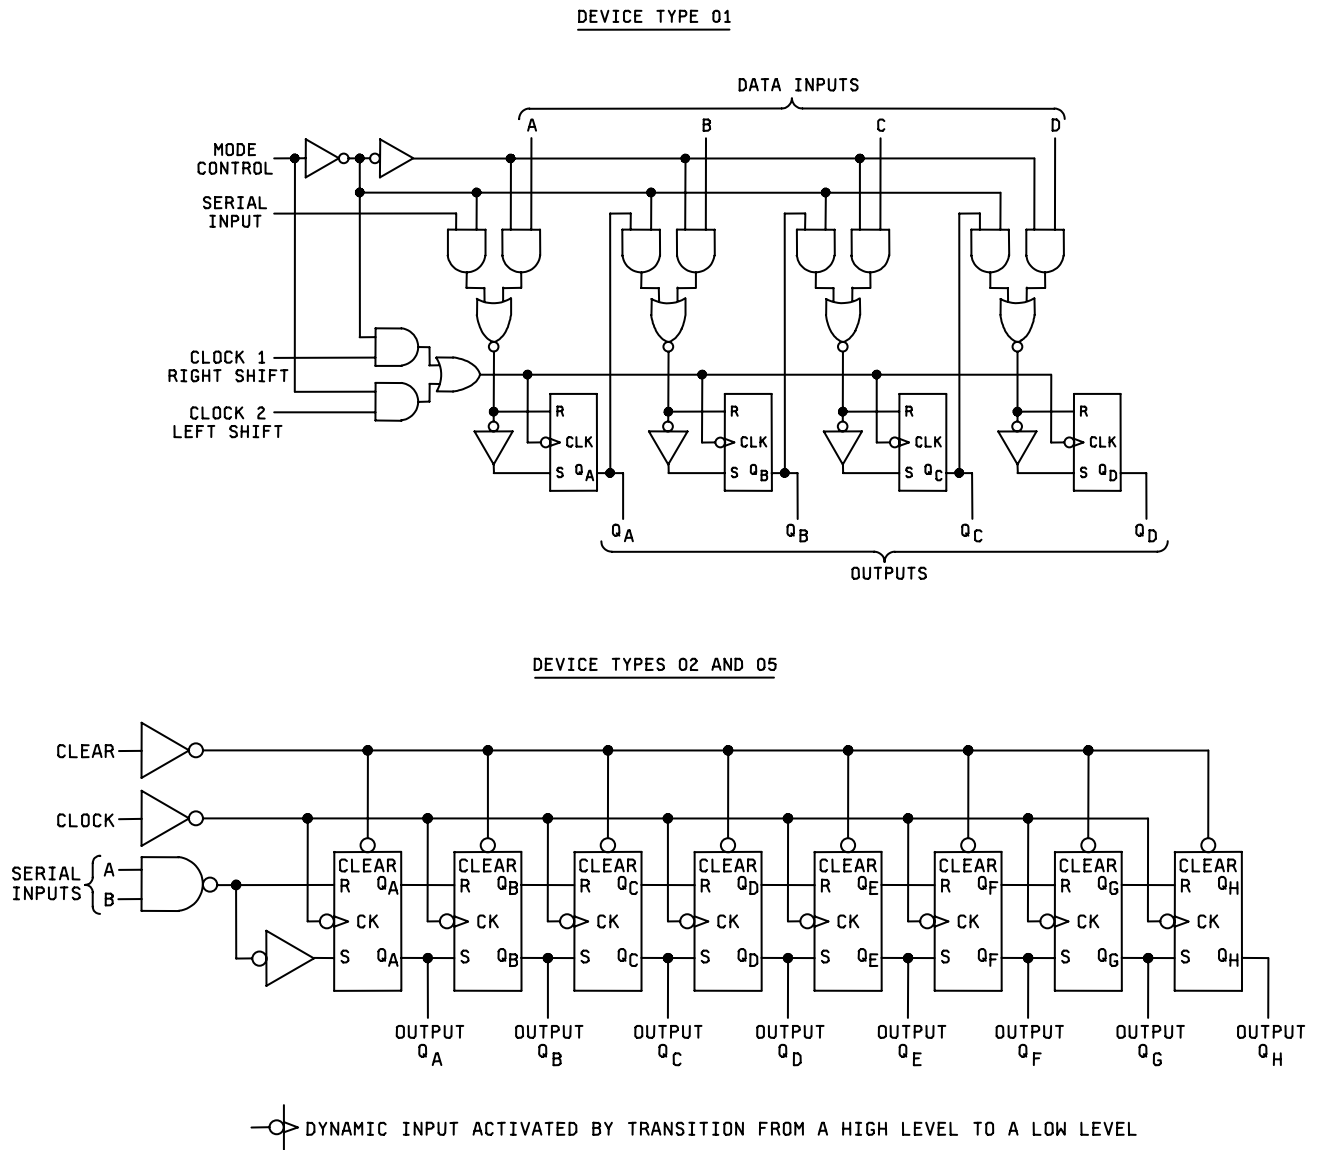 DEVICE TYPE 01
DATA INPUTS
A B C D
MODE
CONTROL
SERIAL
INPUT
CLOCK 1
RIGHT SHIFT
CLOCK 2
LEFT SHIFT
R R R R
CLK CLK CLK CLK
S QA S QB S QC S QD
QA QB QC QD
OUTPUTS
DEVICE TYPES 02 AND 05
CLEAR
CLOCK
SERIAL
INPUTS
A
B
CLEAR CLEAR CLEAR CLEAR CLEAR CLEAR CLEAR CLEAR
R QA R QB R QC R QD R QE R QF R QG R QH
CK CK CK CK CK CK CK CK
S QA S QB S QC S QD S QE S QF S QG S QH
OUTPUT OUTPUT OUTPUT OUTPUT OUTPUT OUTPUT OUTPUT OUTPUT
QA QB QC QD QE QF QG QH
DYNAMIC INPUT ACTIVATED BY TRANSITION FROM A HIGH LEVEL TO A LOW LEVEL